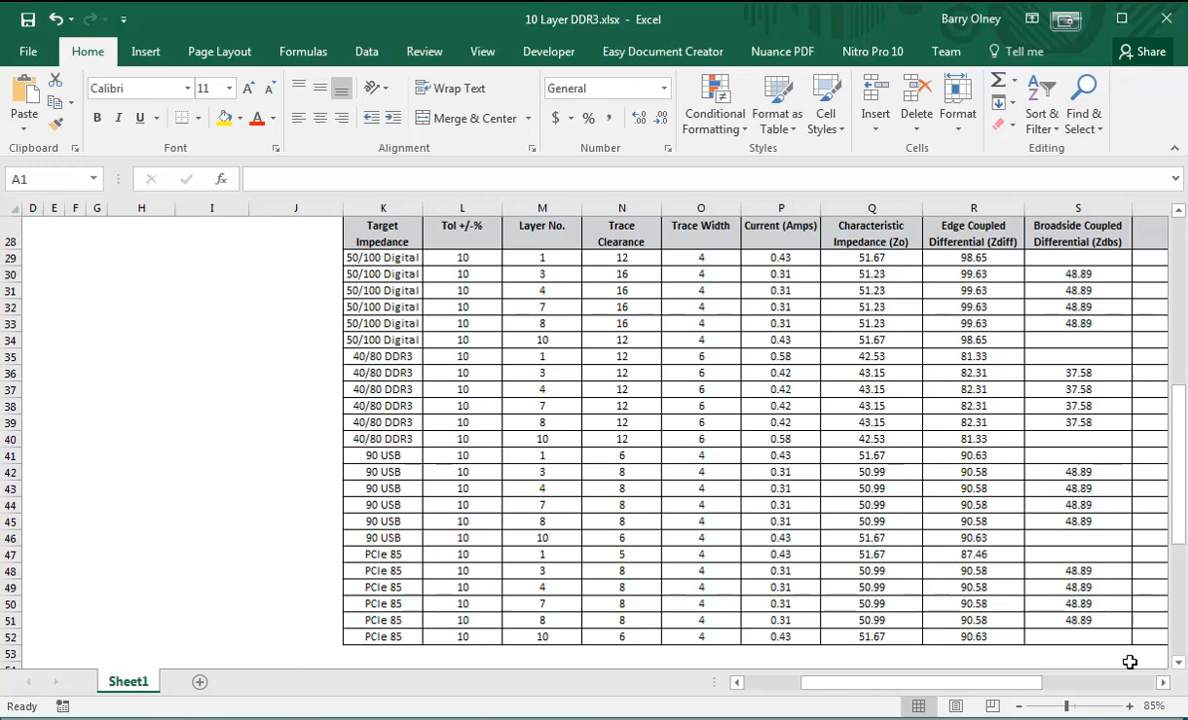 10 Layer DDR3.xlsx - Excel
Barry Olney
File Home Insert Page Layout Formulas Data Review View Developer Easy Document Creator Nuance PDF Nitro Pro 10 Team Tell me Share
Paste
Calibri 11
Wrap Text
General
Conditional Formatting
Format as Table
Cell Styles
Insert
Delete
Format
Sort & Filter
Find & Select
B I U
Merge & Center
$ % ,
Clipboard Font Alignment Number Styles Cells Editing
A1 fx
D E F G H I J K L M N O P Q R S
28 Target Impedance Tol +/-% Layer No. Trace Clearance Trace Width Current (Amps) Characteristic Impedance (Zo) Edge Coupled Differential (Zdiff) Broadside Coupled Differential (Zdbs)
29 50/100 Digital 10 1 12 4 0.43 51.67 98.65
30 50/100 Digital 10 3 16 4 0.31 51.23 99.63 48.89
31 50/100 Digital 10 4 16 4 0.31 51.23 99.63 48.89
32 50/100 Digital 10 7 16 4 0.31 51.23 99.63 48.89
33 50/100 Digital 10 8 16 4 0.31 51.23 99.63 48.89
34 50/100 Digital 10 10 12 4 0.43 51.67 98.65
35 40/80 DDR3 10 1 12 6 0.58 42.53 81.33
36 40/80 DDR3 10 3 12 6 0.42 43.15 82.31 37.58
37 40/80 DDR3 10 4 12 6 0.42 43.15 82.31 37.58
38 40/80 DDR3 10 7 12 6 0.42 43.15 82.31 37.58
39 40/80 DDR3 10 8 12 6 0.42 43.15 82.31 37.58
40 40/80 DDR3 10 10 12 6 0.58 42.53 81.33
41 90 USB 10 1 6 4 0.43 51.67 90.63
42 90 USB 10 3 8 4 0.31 50.99 90.58 48.89
43 90 USB 10 4 8 4 0.31 50.99 90.58 48.89
44 90 USB 10 7 8 4 0.31 50.99 90.58 48.89
45 90 USB 10 8 8 4 0.31 50.99 90.58 48.89
46 90 USB 10 10 6 4 0.43 51.67 90.63
47 PCIe 85 10 1 5 4 0.43 51.67 87.46
48 PCIe 85 10 3 8 4 0.31 50.99 90.58 48.89
49 PCIe 85 10 4 8 4 0.31 50.99 90.58 48.89
50 PCIe 85 10 7 8 4 0.31 50.99 90.58 48.89
51 PCIe 85 10 8 8 4 0.31 50.99 90.58 48.89
52 PCIe 85 10 10 6 4 0.43 51.67 90.63
53
Sheet1
Ready 85%